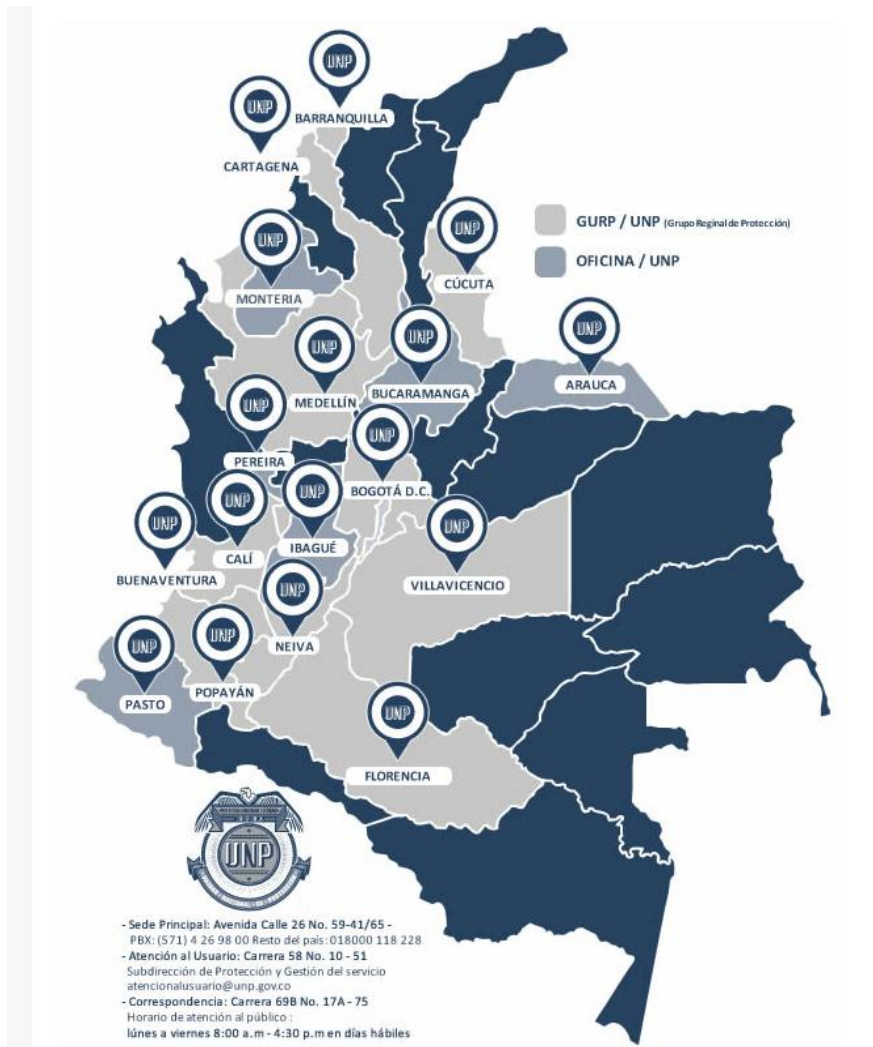 UNP
BARRANQUILLA
UNP
CARTAGENA
UNP
MONTERIA
UNP
CÚCUTA
GURP / UNP (Grupo Reginal de Protección)
OFICINA / UNP
UNP
ARAUCA
UNP
MEDELLÍN
UNP
BUCARAMANGA
UNP
PEREIRA
UNP
BOGOTÁ D.C.
UNP
CALÍ
UNP
IBAGUÉ
UNP
BUENAVENTURA
UNP
VILLAVICENCIO
UNP
NEIVA
UNP
PASTO
UNP
POPAYÁN
UNP
FLORENCIA
UNP
- Sede Principal: Avenida Calle 26 No. 59-41/65 -
PBX: (571) 4 26 98 00 Resto del país: 018000 118 228
- Atención al Usuario: Carrera 58 No. 10 - 51
Subdirección de Protección y Gestión del servicio
atencionalusuario@unp.gov.co
- Correspondencia: Carrera 69B No. 17A - 75
Horario de atención al público :
lúnes a viernes 8:00 a.m - 4:30 p.m en días hábiles